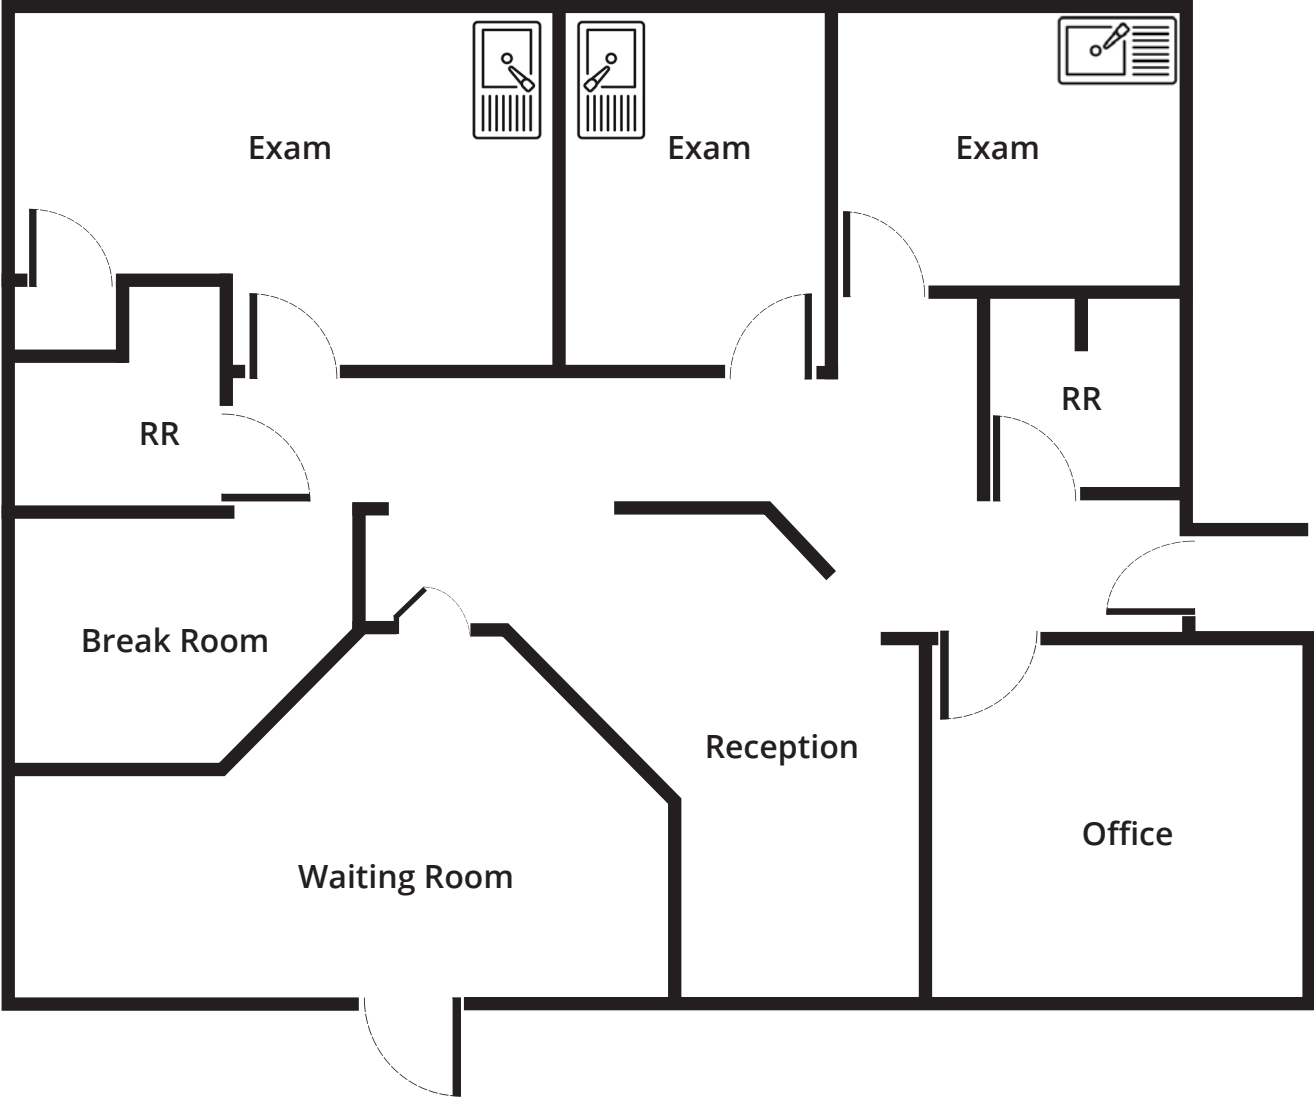 Exam
Exam
Exam
RR
RR
Break Room
Reception
Office
Waiting Room